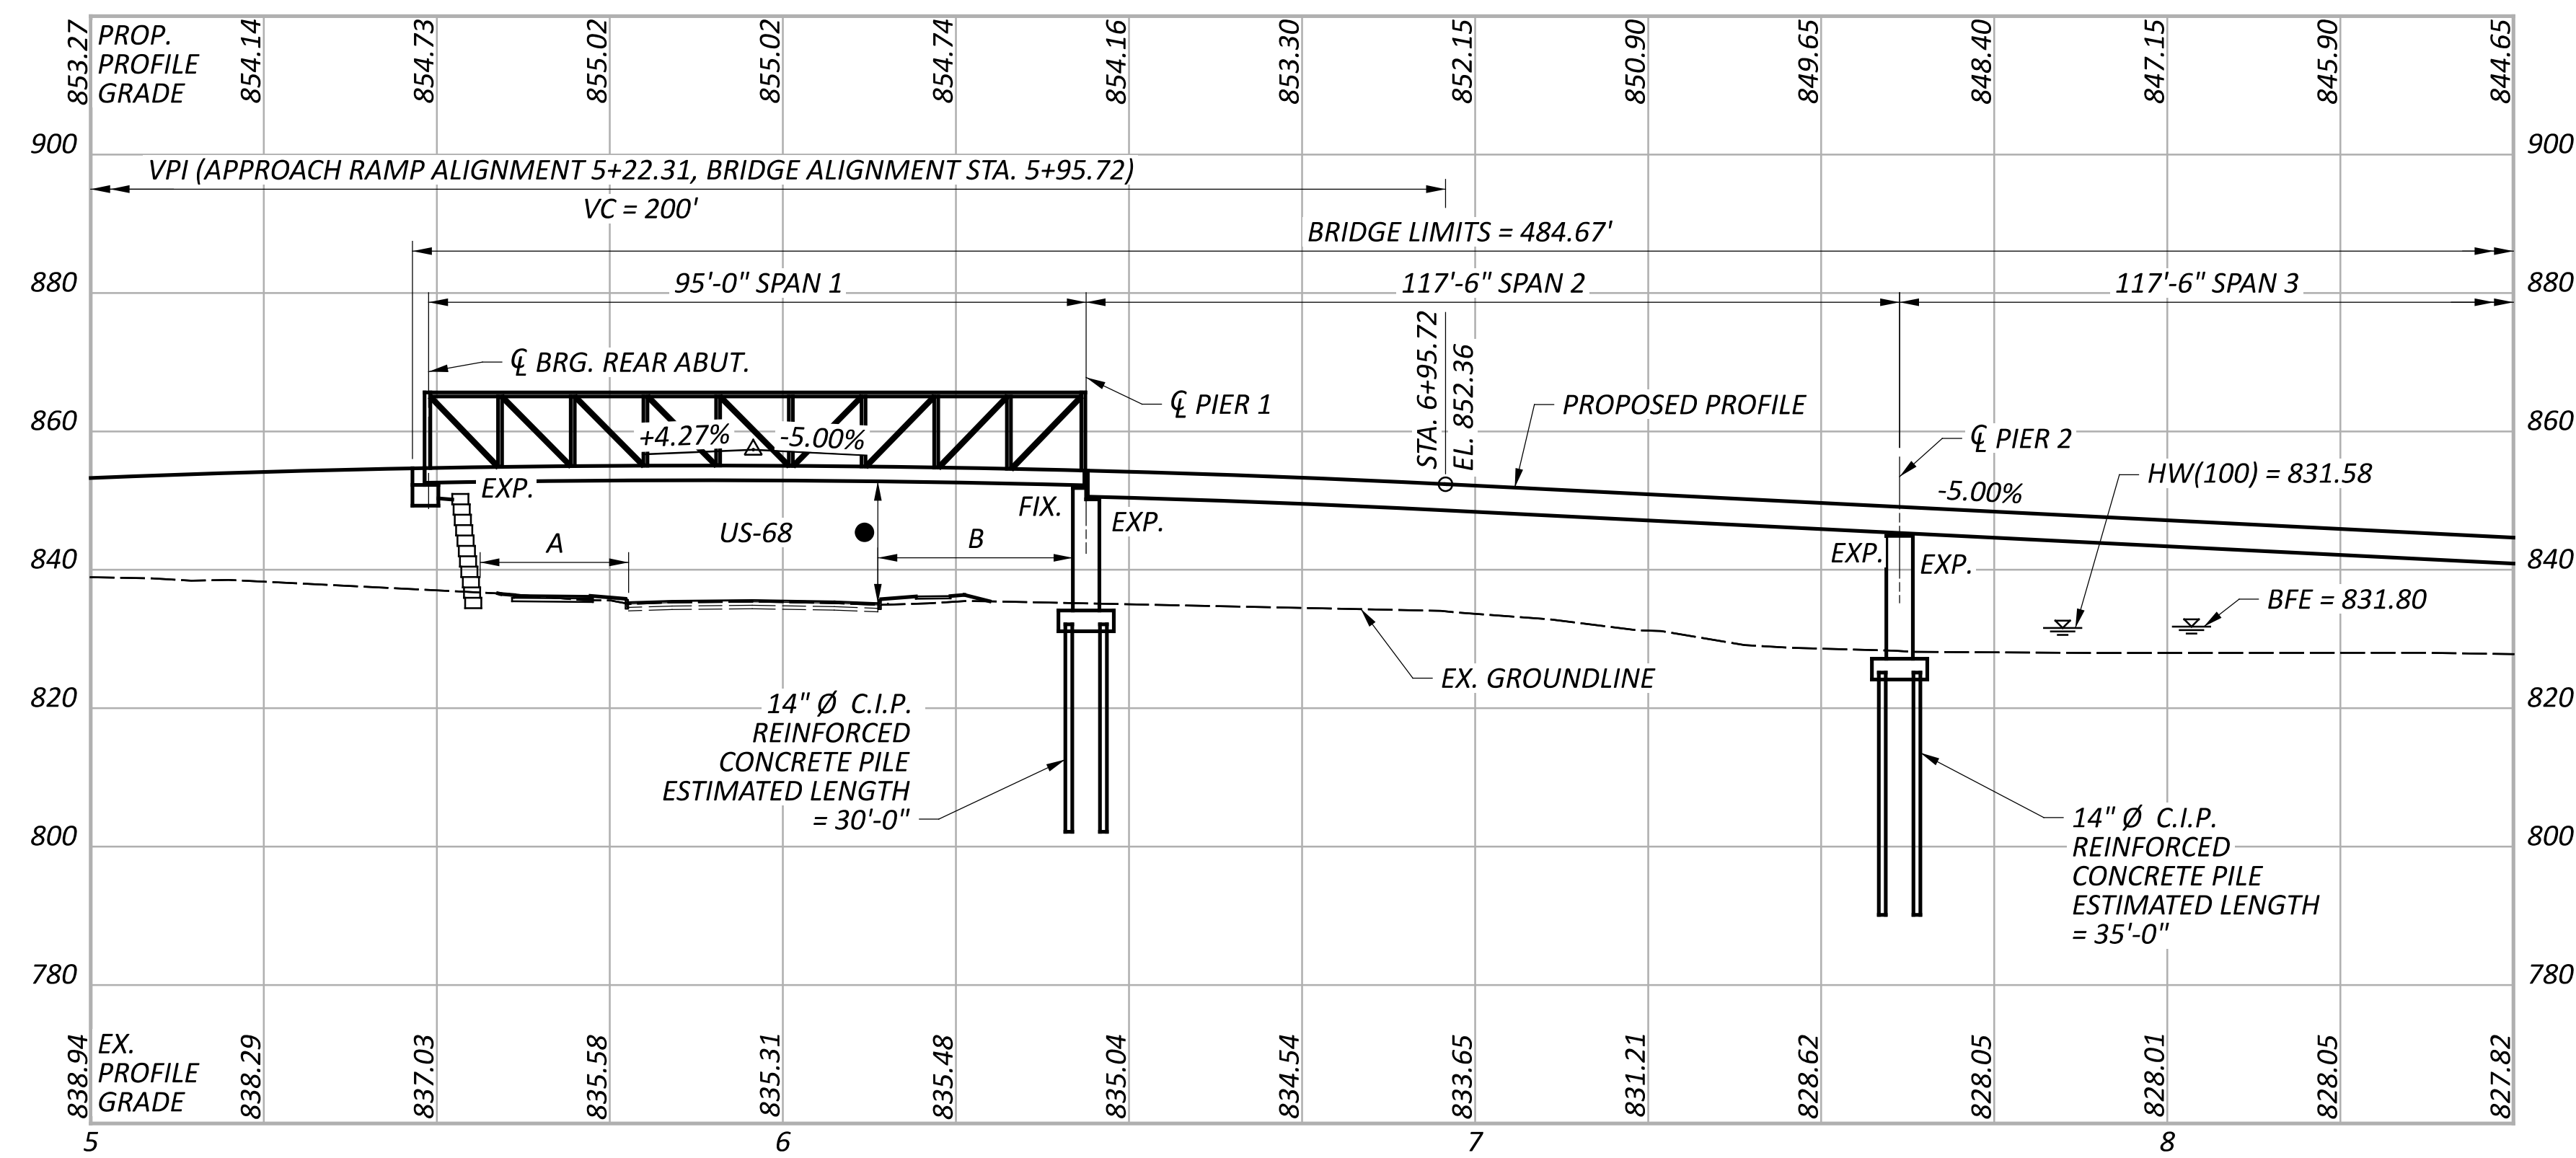 PROP.
PROFILE
GRADE
853.27
854.14
854.73
855.02
855.02
854.74
854.16
853.30
852.15
850.90
849.65
848.40
847.15
845.90
844.65
900
900
VPI (APPROACH RAMP ALIGNMENT 5+22.31, BRIDGE ALIGNMENT STA. 5+95.72)
VC = 200'
BRIDGE LIMITS = 484.67'
880
880
95'-0" SPAN 1
117'-6" SPAN 2
117'-6" SPAN 3
℄ BRG. REAR ABUT.
℄ PIER 1
STA. 6+95.72
EL. 852.36
PROPOSED PROFILE
℄ PIER 2
860
860
+4.27%
-5.00%
HW(100) = 831.58
-5.00%
EXP.
FIX.
EXP.
US-68
A
B
EXP.
EXP.
840
840
BFE = 831.80
EX. GROUNDLINE
820
820
14" Ø C.I.P.
REINFORCED
CONCRETE PILE
ESTIMATED LENGTH
= 30'-0"
14" Ø C.I.P.
REINFORCED
CONCRETE PILE
ESTIMATED LENGTH
= 35'-0"
800
800
780
780
EX.
PROFILE
GRADE
838.94
838.29
837.03
835.58
835.31
835.48
835.04
834.54
833.65
831.21
828.62
828.05
828.01
828.05
827.82
5
6
7
8